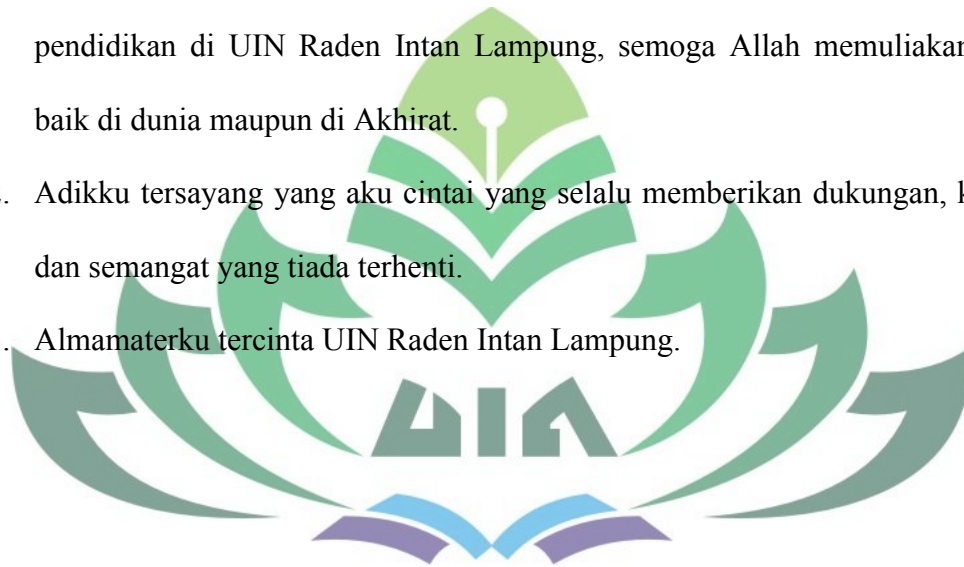 pendidikan di UIN Raden Intan Lampung, semoga Allah memuliakan
baik di dunia maupun di Akhirat.
. Adikku tersayang yang aku cintai yang selalu memberikan dukungan,
dan semangat yang tiada terhenti.
. Almamaterku tercinta UIN Raden Intan Lampung.
UIN